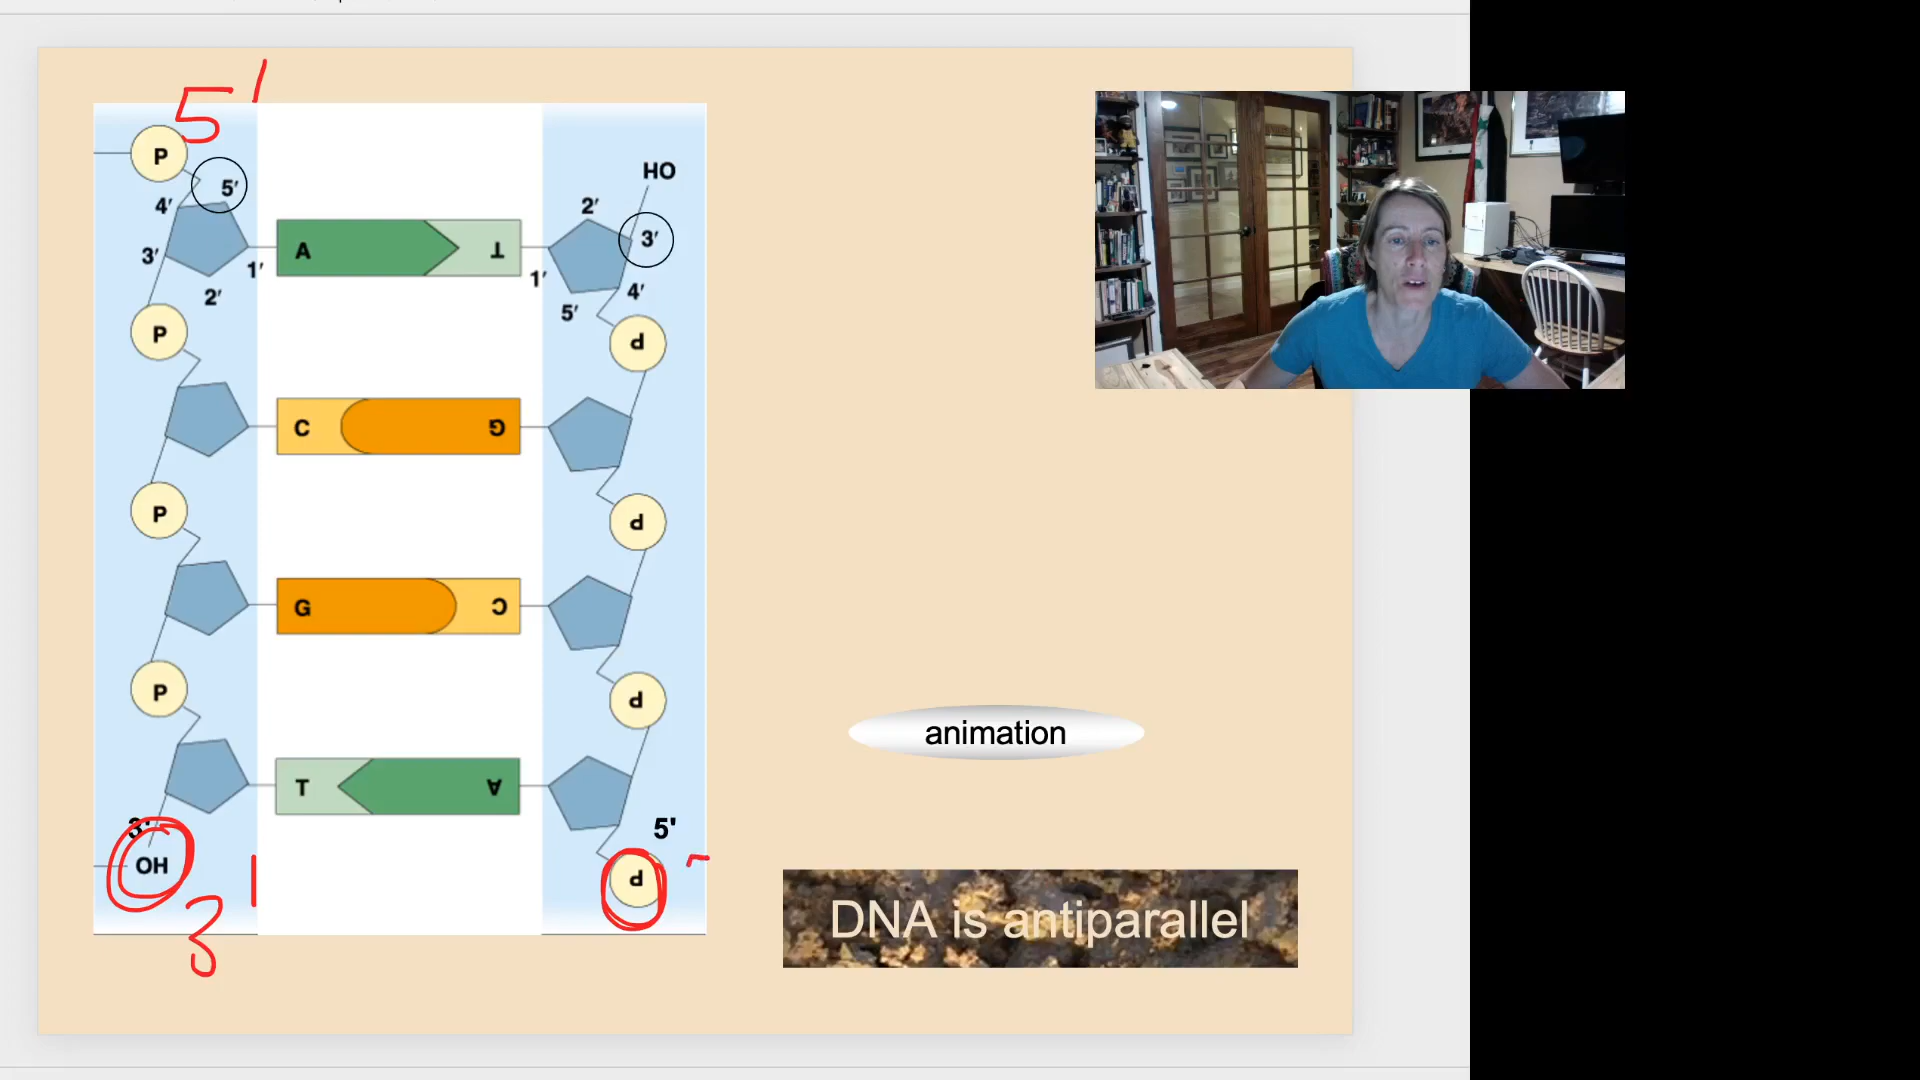 5'
P
5'
HO
4'
2'
3'
3'
A
T
1'
1'
2'
4'
5'
P
P
C
G
P
P
G
C
P
P
T
A
3'
5'
OH
P
3'
animation
DNA is antiparallel